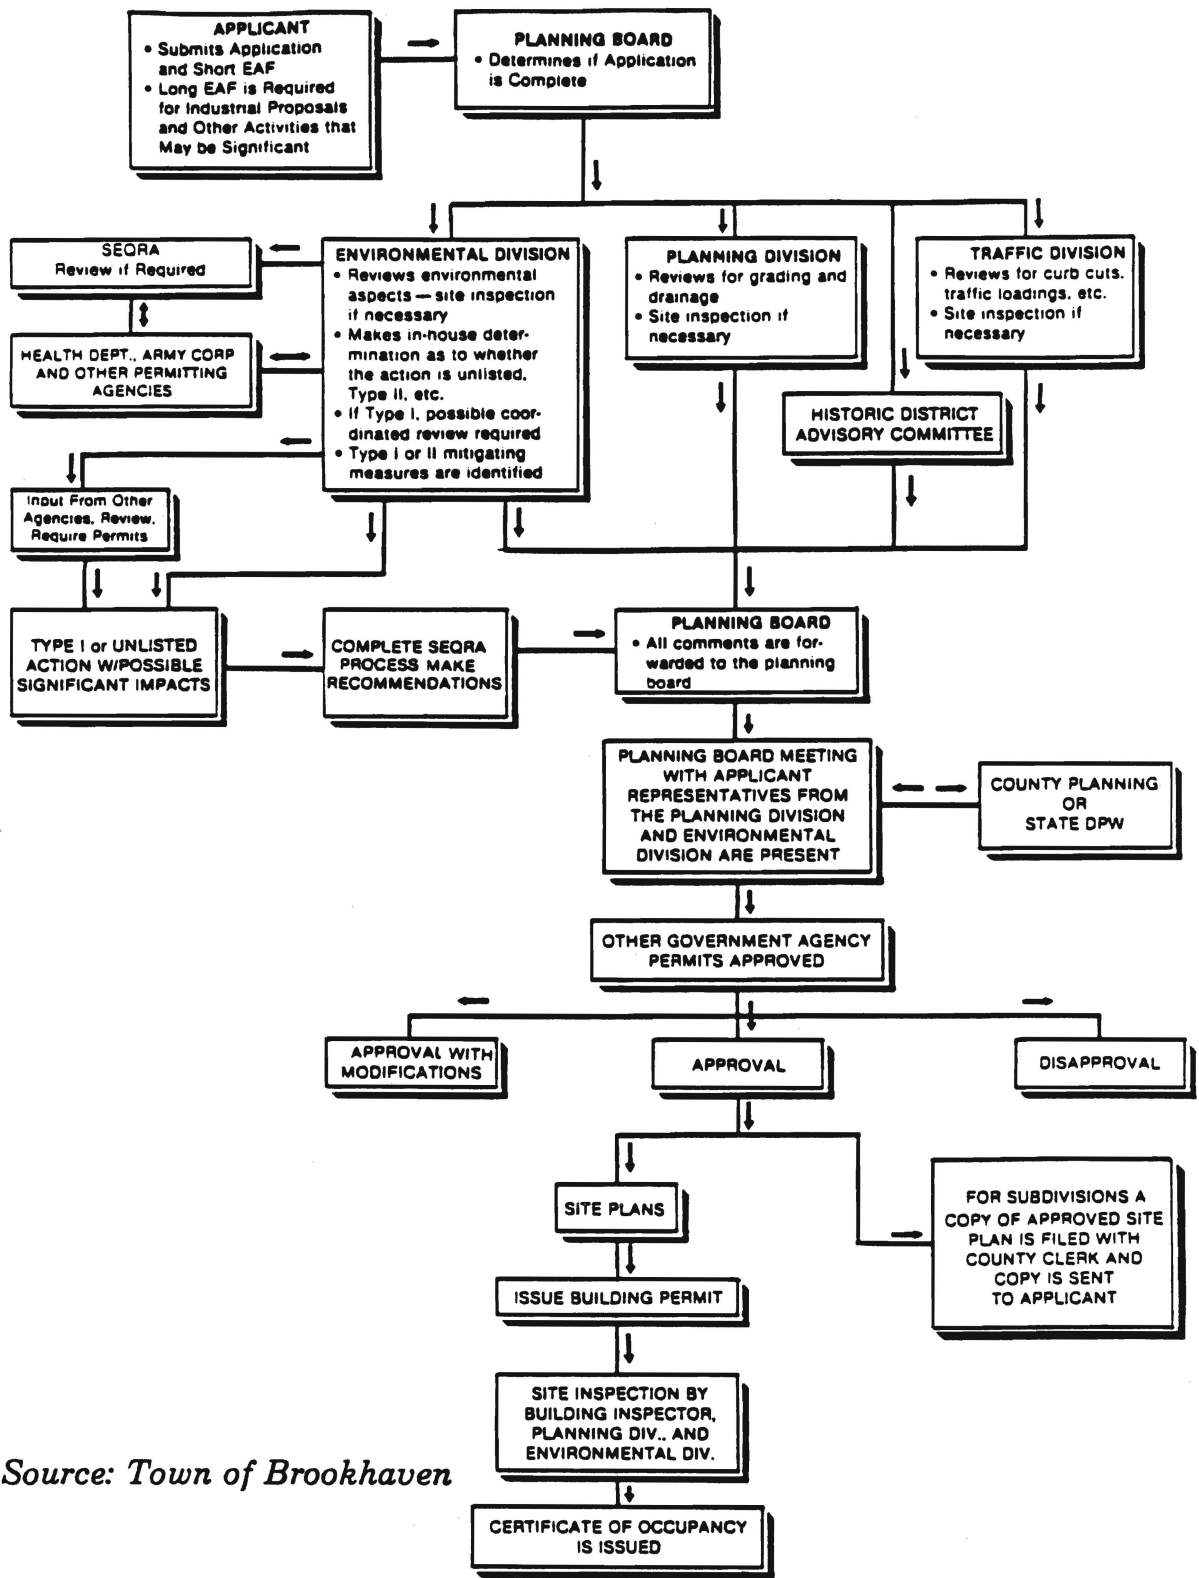 APPLICANT
• Submits Application
and Short EAF
• Long EAF is Required
for Industrial Proposals
and Other Activities that
May be Significant
PLANNING BOARD
• Determines if Application
is Complete
SEQRA
Review if Required
HEALTH DEPT., ARMY CORP
AND OTHER PERMITTING
AGENCIES
ENVIRONMENTAL DIVISION
• Reviews environmental
aspects — site inspection
if necessary
• Makes in-house deter-
mination as to whether
the action is unlisted,
Type II, etc.
• If Type I, possible coor-
dinated review required
• Type I or II mitigating
measures are identified
PLANNING DIVISION
• Reviews for grading and
drainage
• Site inspection if
necessary
TRAFFIC DIVISION
• Reviews for curb cuts,
traffic loadings, etc.
• Site inspection if
necessary
HISTORIC DISTRICT
ADVISORY COMMITTEE
Input From Other
Agencies, Review,
Require Permits
TYPE I or UNLISTED
ACTION W/POSSIBLE
SIGNIFICANT IMPACTS
COMPLETE SEQRA
PROCESS MAKE
RECOMMENDATIONS
PLANNING BOARD
• All comments are for-
warded to the planning
board
PLANNING BOARD MEETING
WITH APPLICANT
REPRESENTATIVES FROM
THE PLANNING DIVISION
AND ENVIRONMENTAL
DIVISION ARE PRESENT
COUNTY PLANNING
OR
STATE DPW
OTHER GOVERNMENT AGENCY
PERMITS APPROVED
APPROVAL WITH
MODIFICATIONS
APPROVAL
DISAPPROVAL
SITE PLANS
FOR SUBDIVISIONS A
COPY OF APPROVED SITE
PLAN IS FILED WITH
COUNTY CLERK AND
COPY IS SENT
TO APPLICANT
ISSUE BUILDING PERMIT
SITE INSPECTION BY
BUILDING INSPECTOR,
PLANNING DIV., AND
ENVIRONMENTAL DIV.
Source: Town of Brookhaven
CERTIFICATE OF OCCUPANCY
IS ISSUED